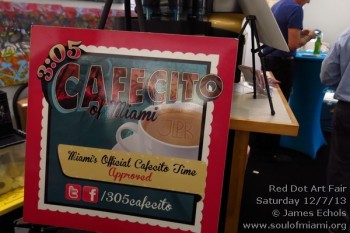 3:05
CAFECITO
of Miami
Miami's Official Cafecito Time
Approved
/305cafecito
Red Dot Art Fair
Saturday 12/7/13
© James Echols
www.soulofmiami.org